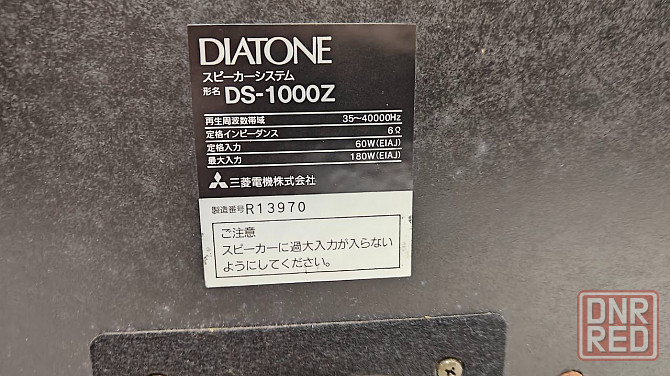 DIATONE
スピーカーシステム
形名 DS-1000Z
再生周波数帯域 35〜40000Hz
定格インピーダンス 6Ω
定格入力 60W(EIAJ)
最大入力 180W(EIAJ)
三菱電機株式会社
製造番号 R13970
ご注意
スピーカーに過大入力が入らない
ようにしてください。
DNR
RED